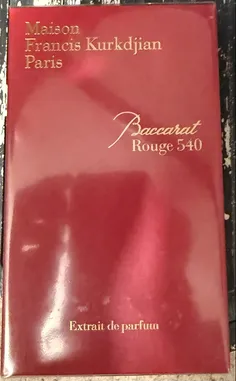 Maison
Francis Kurkdjian
Paris
Baccarat
Rouge 540
Extrait de parfum